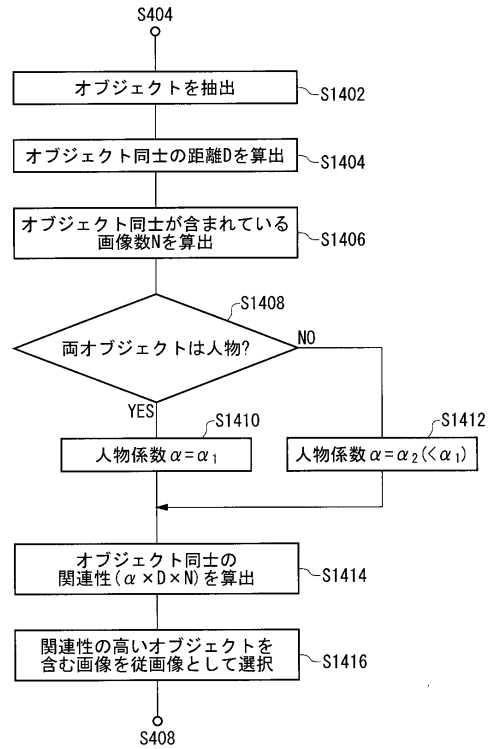 S404
オブジェクトを抽出
S1402
オブジェクト同士の距離Dを算出
S1404
オブジェクト同士が含まれている
画像数Nを算出
S1406
S1408
両オブジェクトは人物?
NO
YES
S1410
人物係数α=α₁
S1412
人物係数α=α₂(<α₁)
オブジェクト同士の
関連性(α×D×N)を算出
S1414
関連性の高いオブジェクトを
含む画像を従画像として選択
S1416
S408